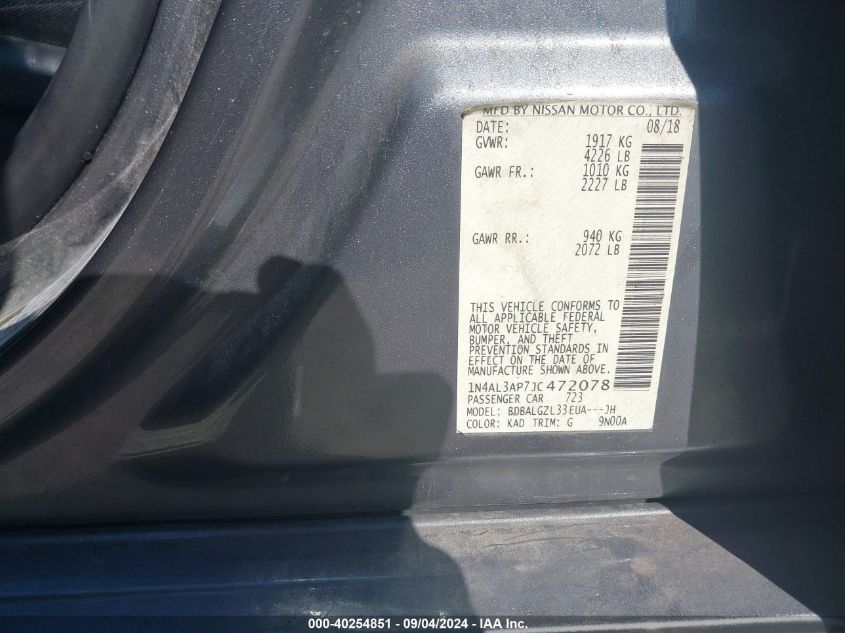 MFD BY NISSAN MOTOR CO., LTD.
DATE: 08/18
GVWR: 1917 KG
4226 LB
GAWR FR.: 1010 KG
2227 LB
GAWR RR.: 940 KG
2072 LB
THIS VEHICLE CONFORMS TO
ALL APPLICABLE FEDERAL
MOTOR VEHICLE SAFETY,
BUMPER, AND THEFT
PREVENTION STANDARDS IN
EFFECT ON THE DATE OF
MANUFACTURE SHOWN ABOVE.
1N4AL3AP7JC472078
PASSENGER CAR 723
MODEL: BDBALGZL33EUA---JH
COLOR: KAD TRIM: G 9N00A
000-40254851 - 09/04/2024 - IAA Inc.